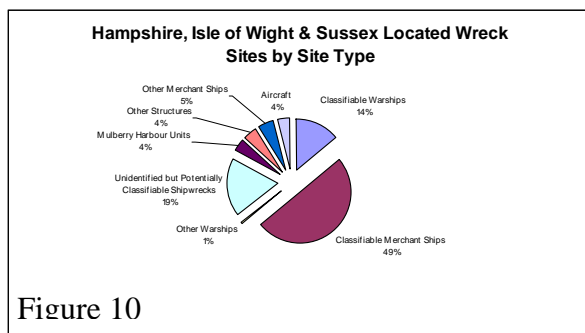 Hampshire, Isle of Wight & Sussex Located Wreck
Sites by Site Type
Other Merchant Ships
5%
Aircraft
4%
Classifiable Warships
14%
Other Structures
4%
Mulberry Harbour Units
4%
Unidentified but Potentially
Classifiable Shipwrecks
19%
Other Warships
1%
Classifiable Merchant Ships
49%
Figure 10